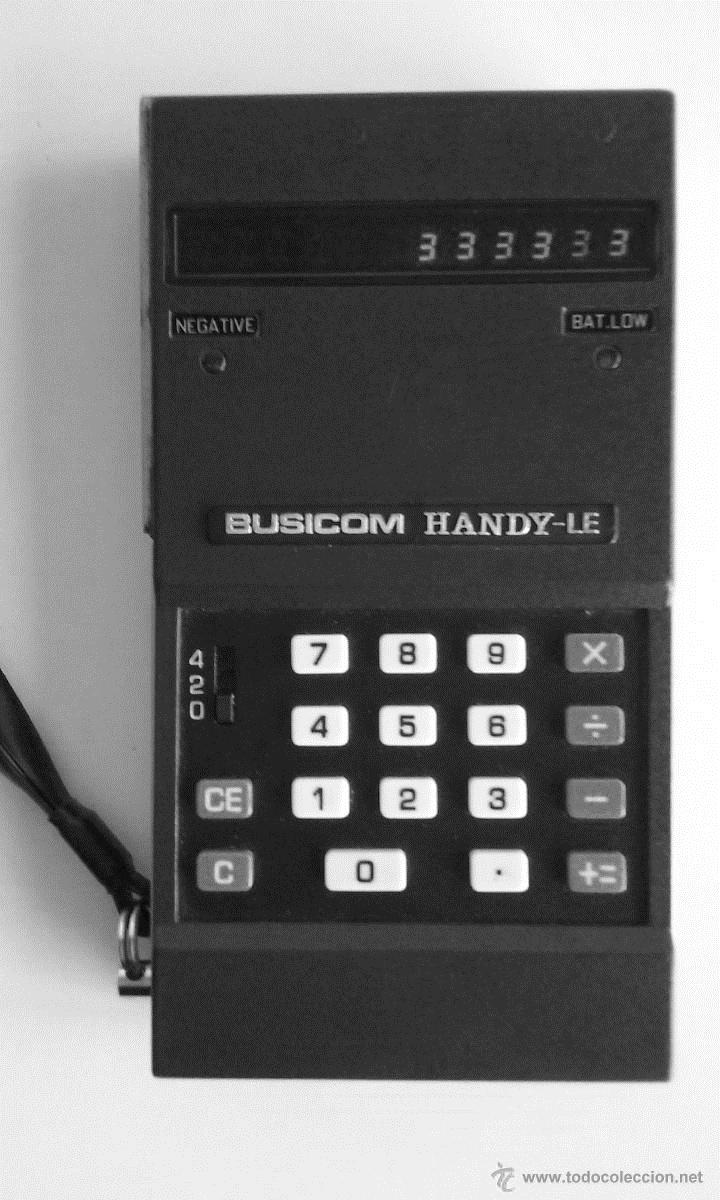 333333
NEGATIVE BAT.LOW
BUSICOM HANDY-LE
4 7 8 9 ×
2
0 4 5 6 ÷
CE 1 2 3 −
C 0 . +=
www.todocoleccion.net